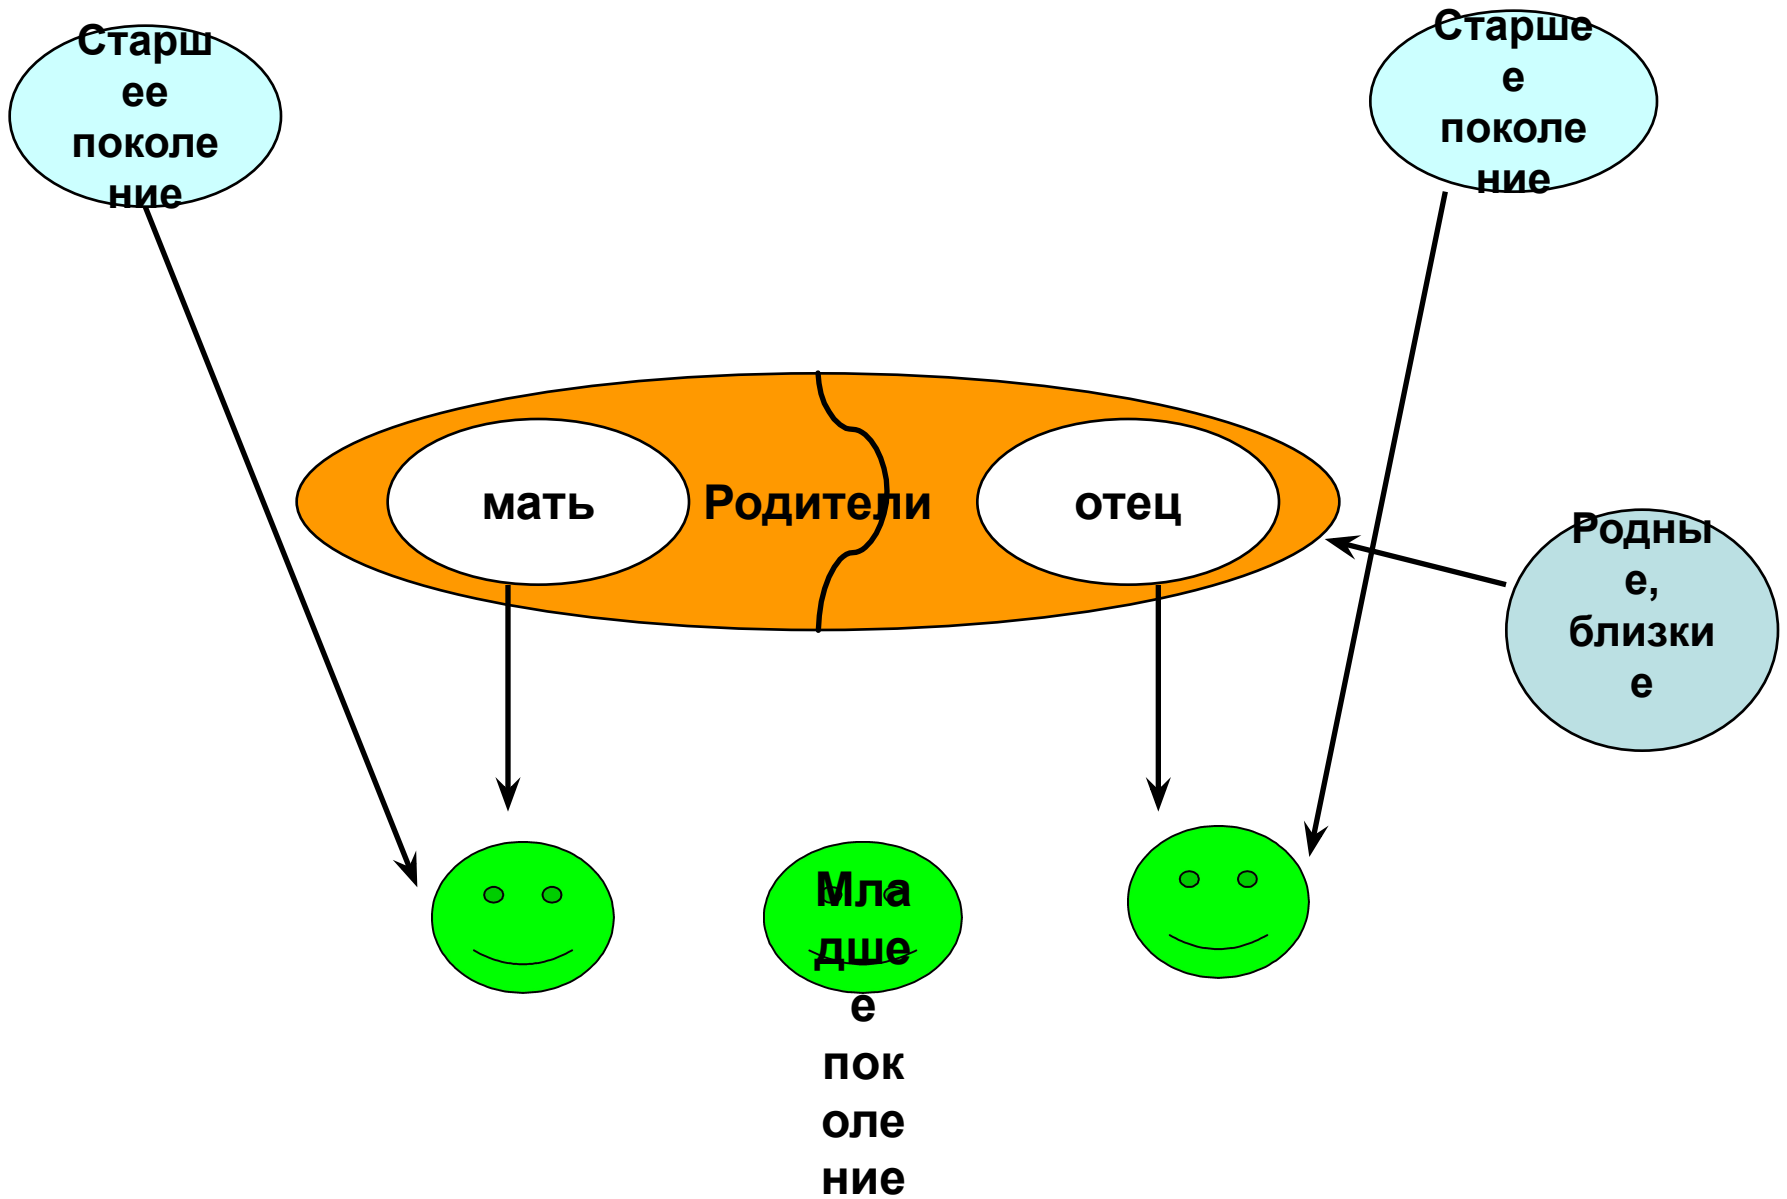 Старш
ее
поколе
ние
Старше
е
поколе
ние
мать
Родители
отец
Родны
е,
близки
е
Мла
дше
е
пок
оле
ние